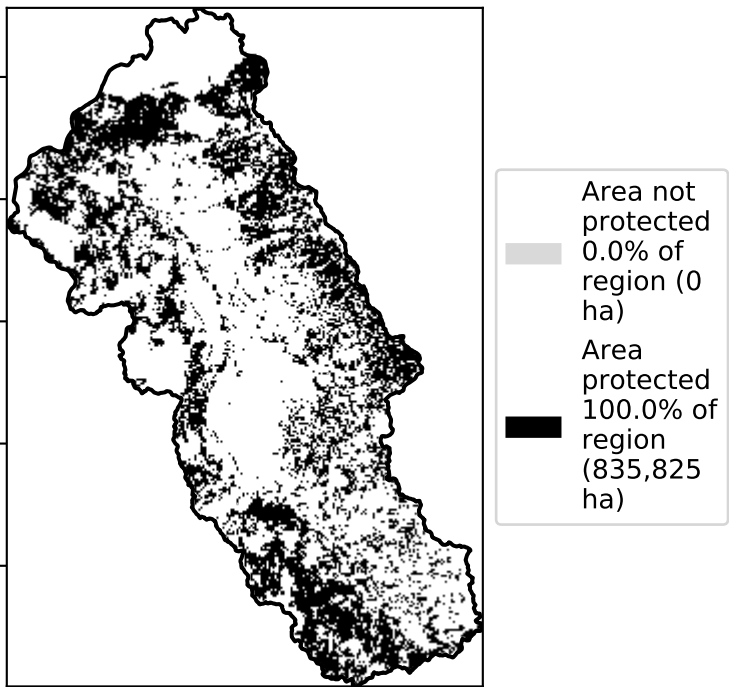 Area not
protected
0.0% of
region (0
ha)
Area
protected
100.0% of
region
(835,825
ha)